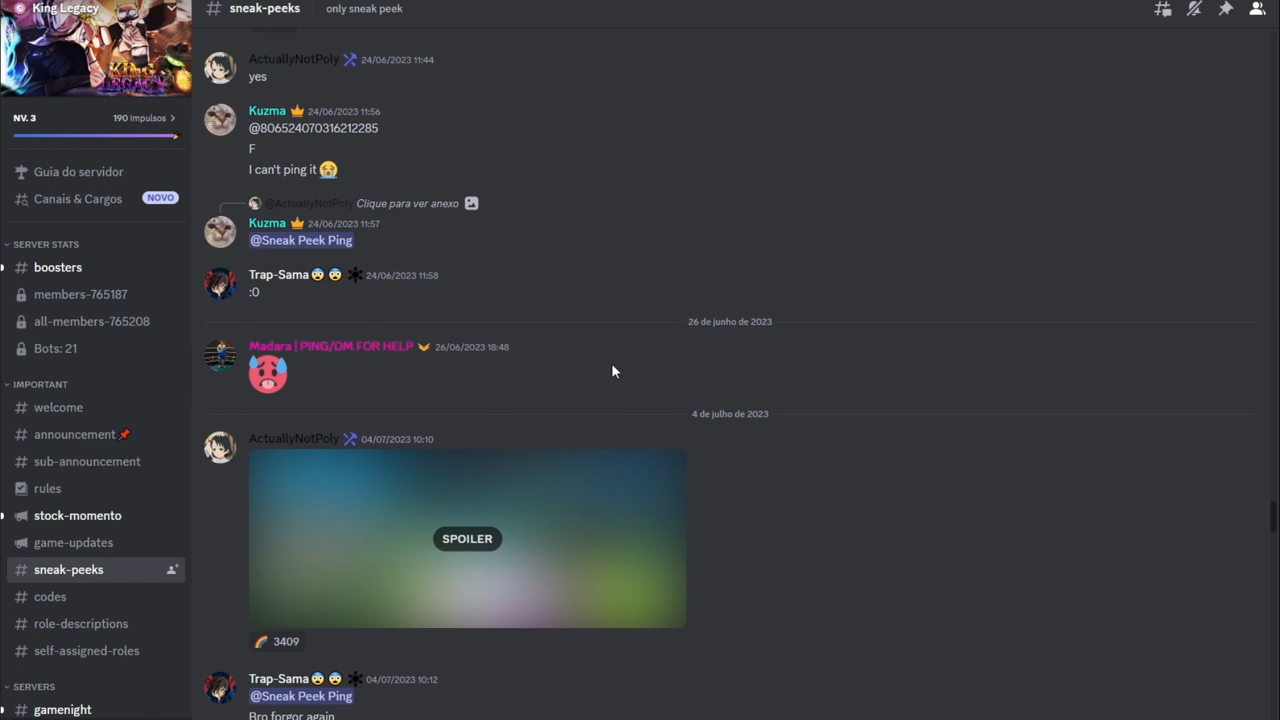 King Legacy
KING LEGACY
NV. 3
190 Impulsos
Guia do servidor
Canais & Cargos
NOVO
SERVER STATS
boosters
members-765187
all-members-765208
Bots: 21
IMPORTANT
welcome
announcement
sub-announcement
rules
stock-momento
game-updates
sneak-peeks
codes
role-descriptions
self-assigned-roles
SERVERS
gamenight
sneak-peeks
only sneak peek
ActuallyNotPoly 24/06/2023 11:44
yes
Kuzma 24/06/2023 11:56
@806524070316212285
F
I can't ping it 😭
@ActuallyNotPoly Clique para ver anexo
Kuzma 24/06/2023 11:57
@Sneak Peek Ping
Trap-Sama😨😨 24/06/2023 11:58
:0
26 de junho de 2023
Madara | PING/DM FOR HELP 26/06/2023 18:48
4 de julho de 2023
ActuallyNotPoly 04/07/2023 10:10
SPOILER
🌈 3409
Trap-Sama😨😨 04/07/2023 10:12
@Sneak Peek Ping
Bro forgor again